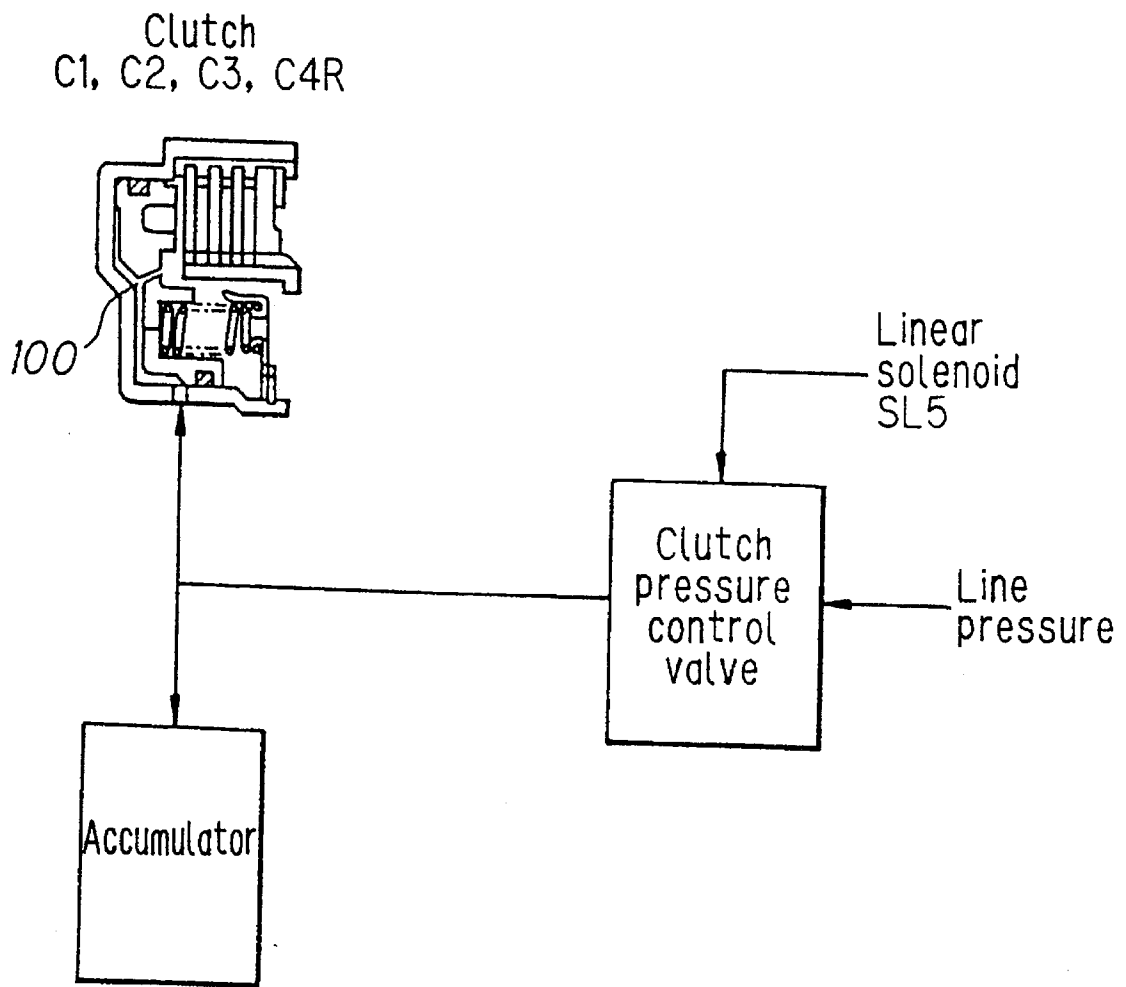 Clutch
C1, C2, C3, C4R
100
Linear
solenoid
SL5
Clutch
pressure
control
valve
Line
pressure
Accumulator